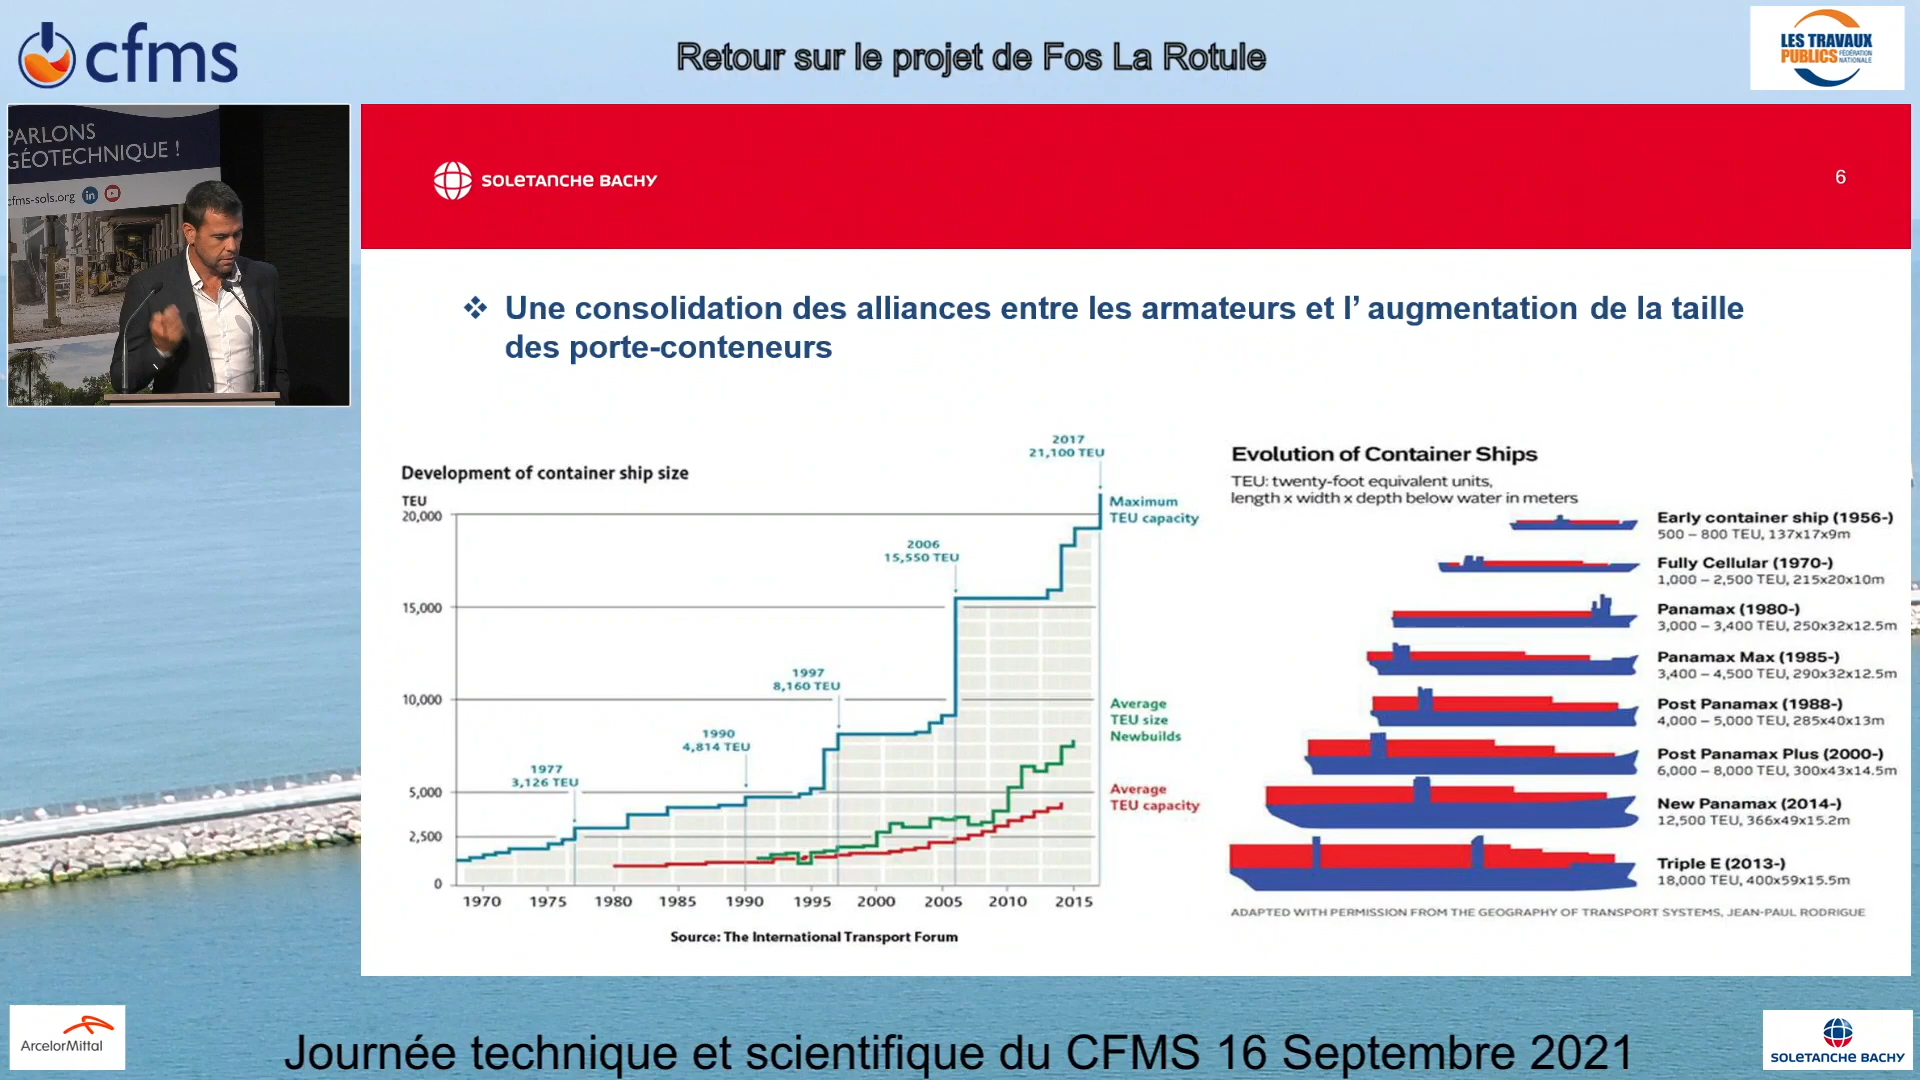 cfms
Retour sur le projet de Fos La Rotule
LES TRAVAUX
PUBLICS FÉDÉRATION
NATIONALE
PARLONS
GÉOTECHNIQUE !
cfms-sols.org in
SOLETANCHE BACHY
6
❖ Une consolidation des alliances entre les armateurs et l’ augmentation de la taille
des porte-conteneurs
Development of container ship size
TEU
20,000
15,000
10,000
5,000
2,500
0
1970 1975 1980 1985 1990 1995 2000 2005 2010 2015
1977
3,126 TEU
1990
4,814 TEU
1997
8,160 TEU
2006
15,550 TEU
2017
21,100 TEU
Maximum
TEU capacity
Average
TEU size
Newbuilds
Average
TEU capacity
Source: The International Transport Forum
Evolution of Container Ships
TEU: twenty-foot equivalent units,
length x width x depth below water in meters
Early container ship (1956-)
500 – 800 TEU, 137x17x9m
Fully Cellular (1970-)
1,000 – 2,500 TEU, 215x20x10m
Panamax (1980-)
3,000 – 3,400 TEU, 250x32x12.5m
Panamax Max (1985-)
3,400 – 4,500 TEU, 290x32x12.5m
Post Panamax (1988-)
4,000 – 5,000 TEU, 285x40x13m
Post Panamax Plus (2000-)
6,000 – 8,000 TEU, 300x43x14.5m
New Panamax (2014-)
12,500 TEU, 366x49x15.2m
Triple E (2013-)
18,000 TEU, 400x59x15.5m
ADAPTED WITH PERMISSION FROM THE GEOGRAPHY OF TRANSPORT SYSTEMS, JEAN-PAUL RODRIGUE
ArcelorMittal
Journée technique et scientifique du CFMS 16 Septembre 2021
SOLETANCHE BACHY